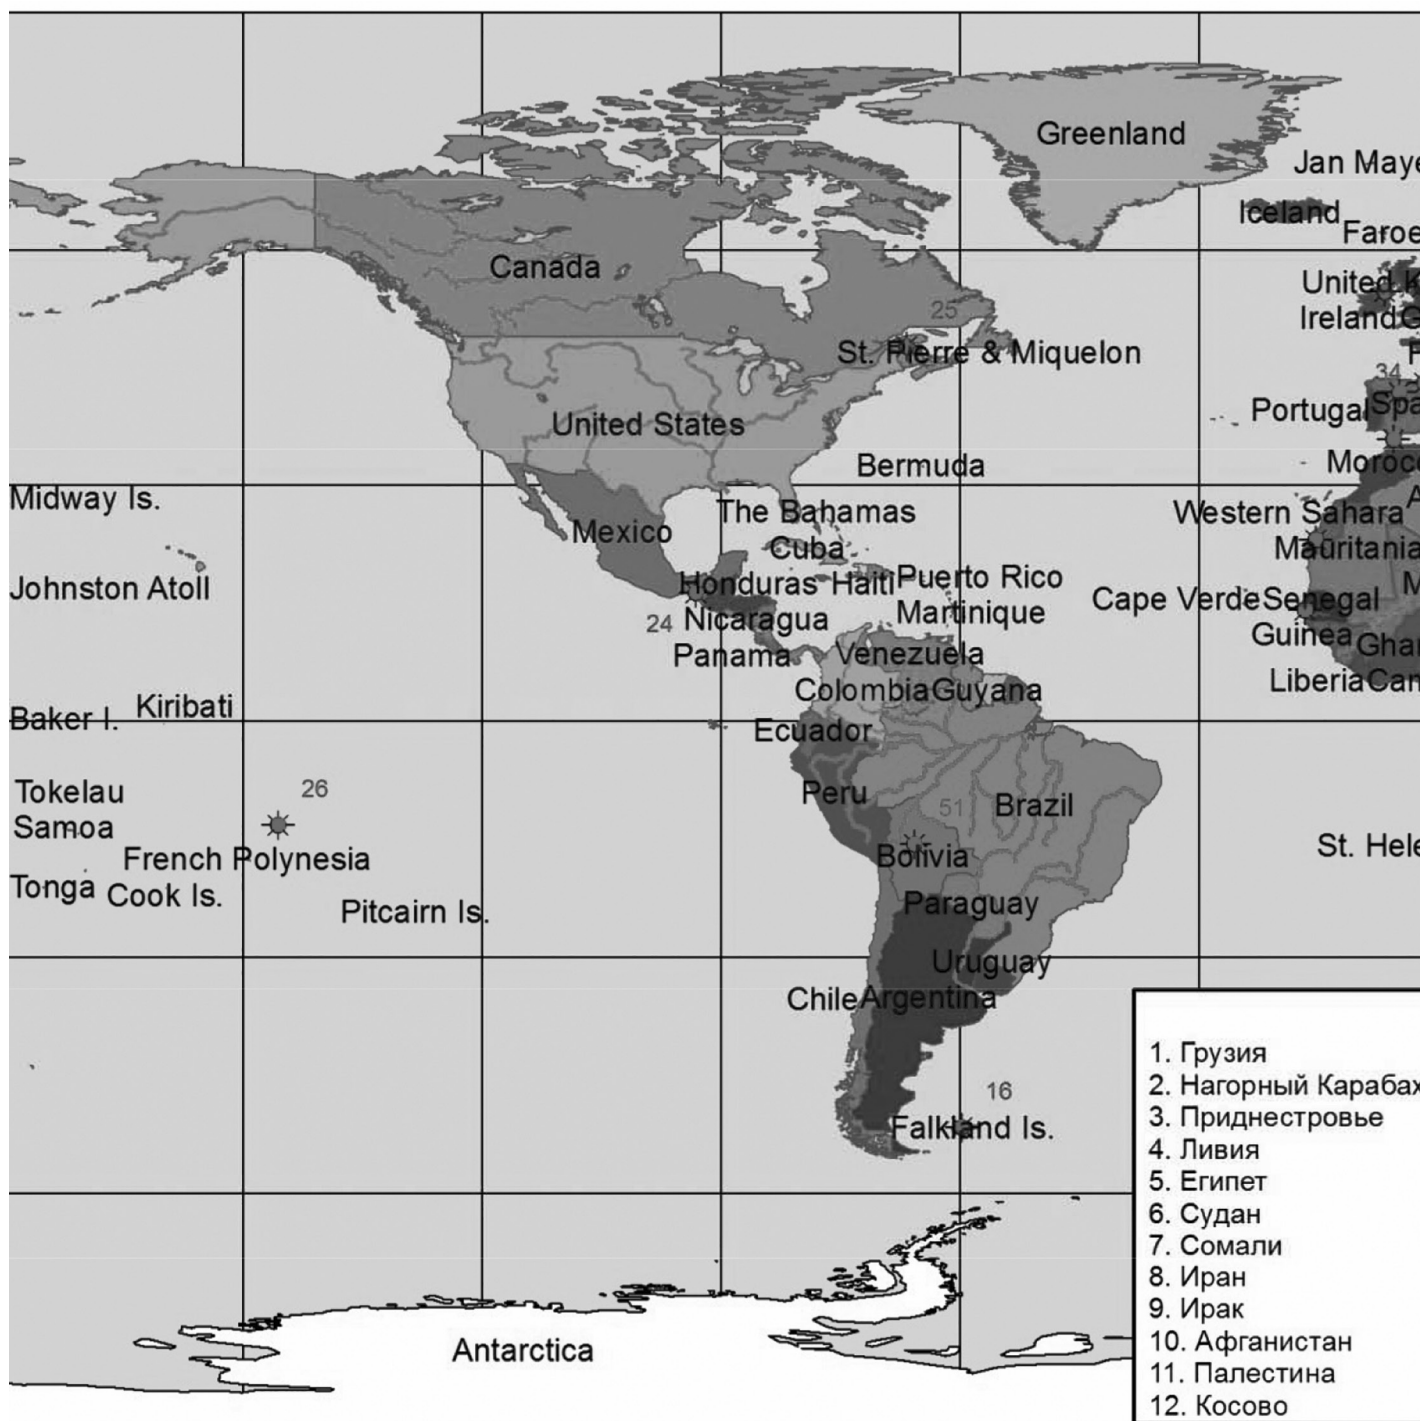 Greenland
Jan Maye
Iceland
Faroe
Canada
United K
Ireland
25
St. Pierre & Miquelon
34
United States
Portugal
Spa
Bermuda
Moroc
Midway Is.
The Bahamas
Western Sahara
Mexico
Cuba
Mauritania
Johnston Atoll
Honduras
Haiti
Puerto Rico
Cape Verde
Senegal
24
Nicaragua
Martinique
Guinea
Ghan
Panama
Venezuela
Liberia
Cam
Colombia
Guyana
Kiribati
Baker I.
Ecuador
Tokelau
26
Peru
51
Brazil
Samoa
French Polynesia
Bolivia
St. Hele
Tonga
Cook Is.
Pitcairn Is.
Paraguay
Uruguay
Chile
Argentina
16
Falkland Is.
Antarctica
1. Грузия
2. Нагорный Карабах
3. Приднестровье
4. Ливия
5. Египет
6. Судан
7. Сомали
8. Иран
9. Ирак
10. Афганистан
11. Палестина
12. Косово